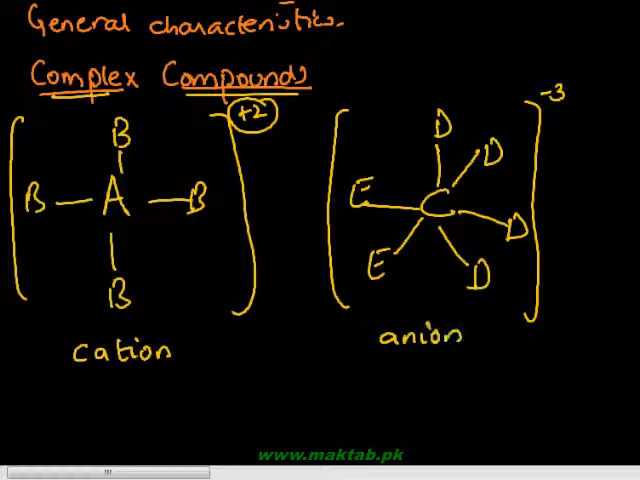 General characteristics
Complex Compounds
B +2 -3
D
D
B A B E C
D
E D
B
cation anion
www.maktab.pk